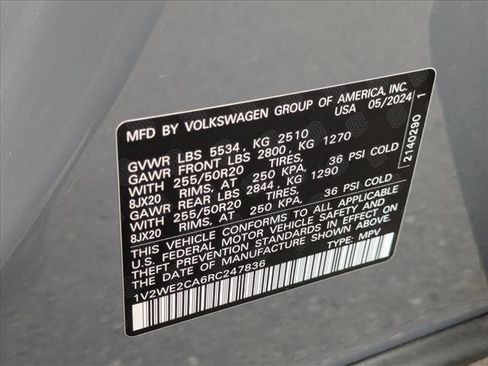 MFD BY VOLKSWAGEN GROUP OF AMERICA, INC.
USA 05/2024
GVWR LBS 5534, KG 2510
GAWR FRONT LBS 2800, KG 1270
WITH 255/50R20 TIRES,
8JX20 RIMS, AT 250 KPA, 36 PSI COLD
GAWR REAR LBS 2844, KG 1290
WITH 255/50R20 TIRES,
8JX20 RIMS, AT 250 KPA, 36 PSI COLD
THIS VEHICLE CONFORMS TO ALL APPLICABLE
U.S. FEDERAL MOTOR VEHICLE SAFETY AND
THEFT PREVENTION STANDARDS IN EFFECT ON
THE DATE OF MANUFACTURE SHOWN ABOVE.
1V2WE2CA6RC247836 TYPE: MPV
2140290 1